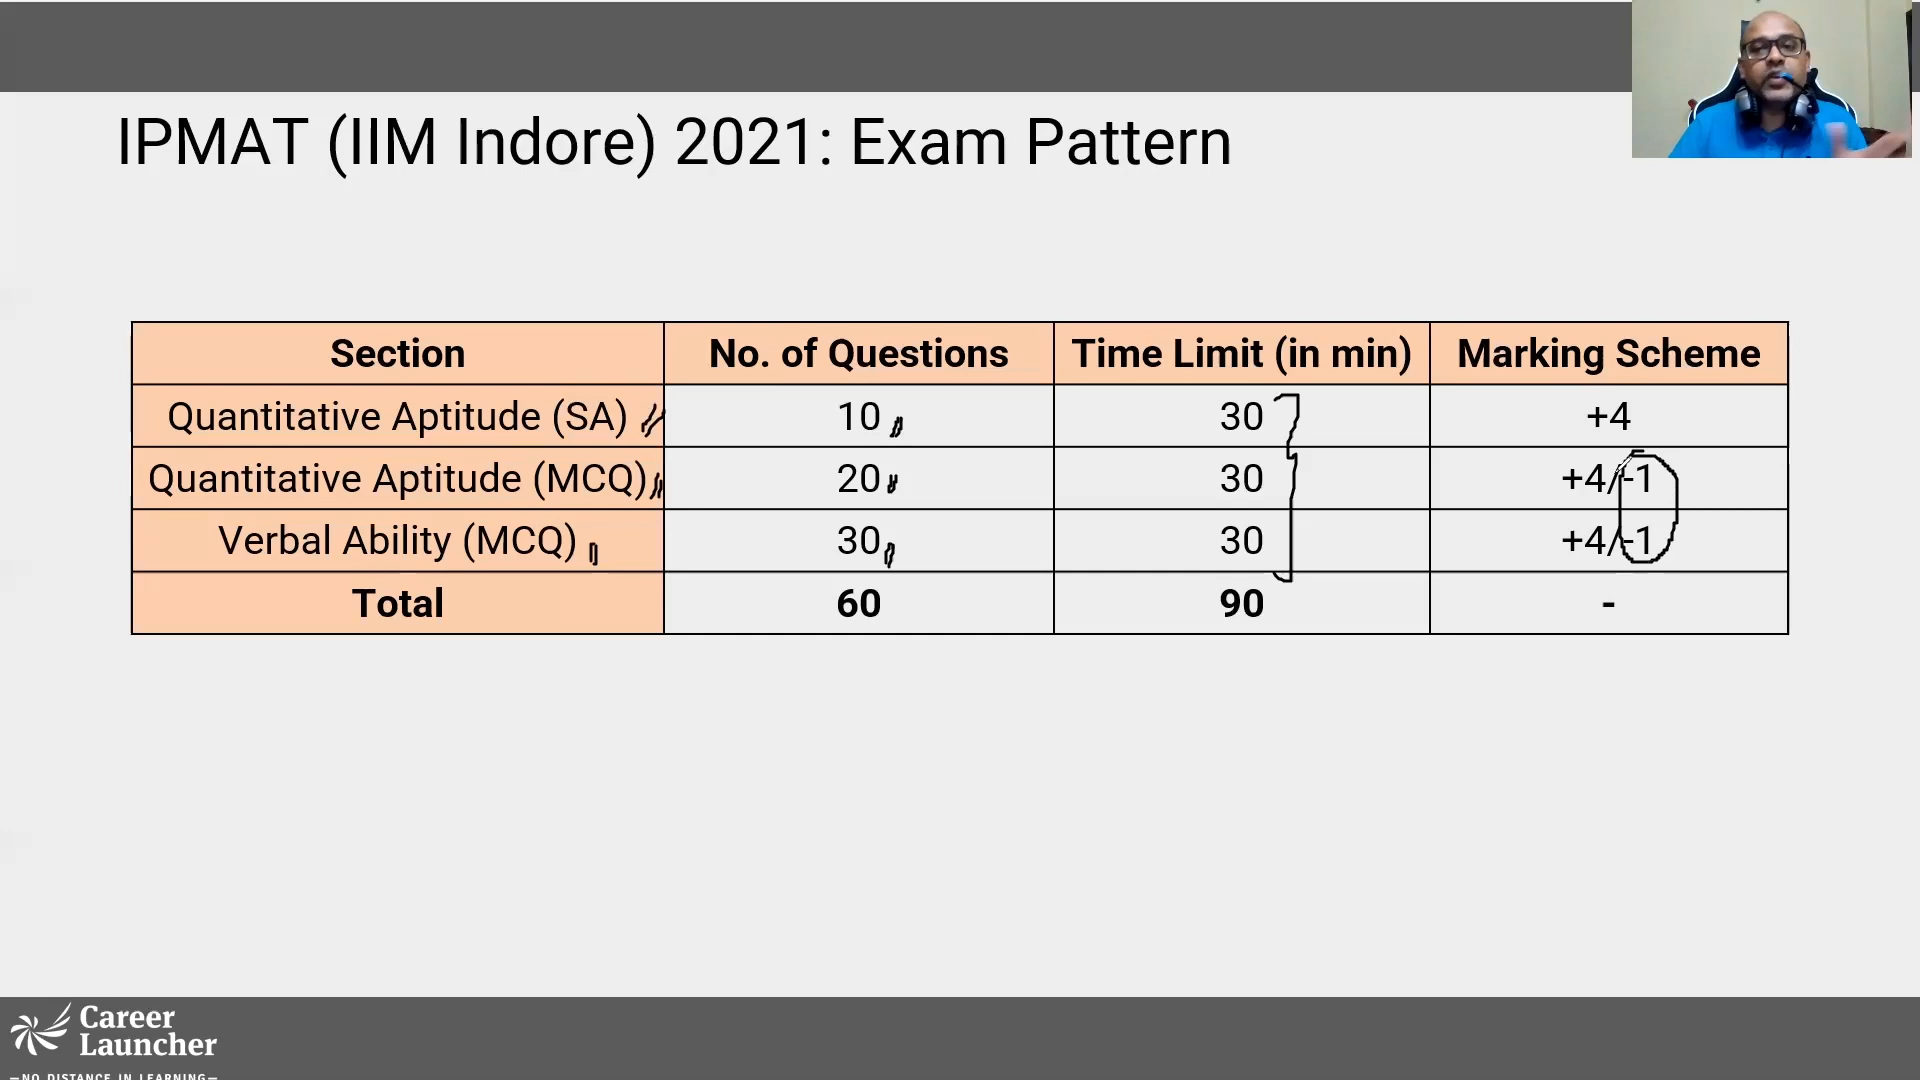 IPMAT (IIM Indore) 2021: Exam Pattern
Section No. of Questions Time Limit (in min) Marking Scheme
Quantitative Aptitude (SA) 10 30 +4
Quantitative Aptitude (MCQ) 20 30 +4/-1
Verbal Ability (MCQ) 30 30 +4/-1
Total 60 90 -
Career
Launcher
—NO DISTANCE IN LEARNING—